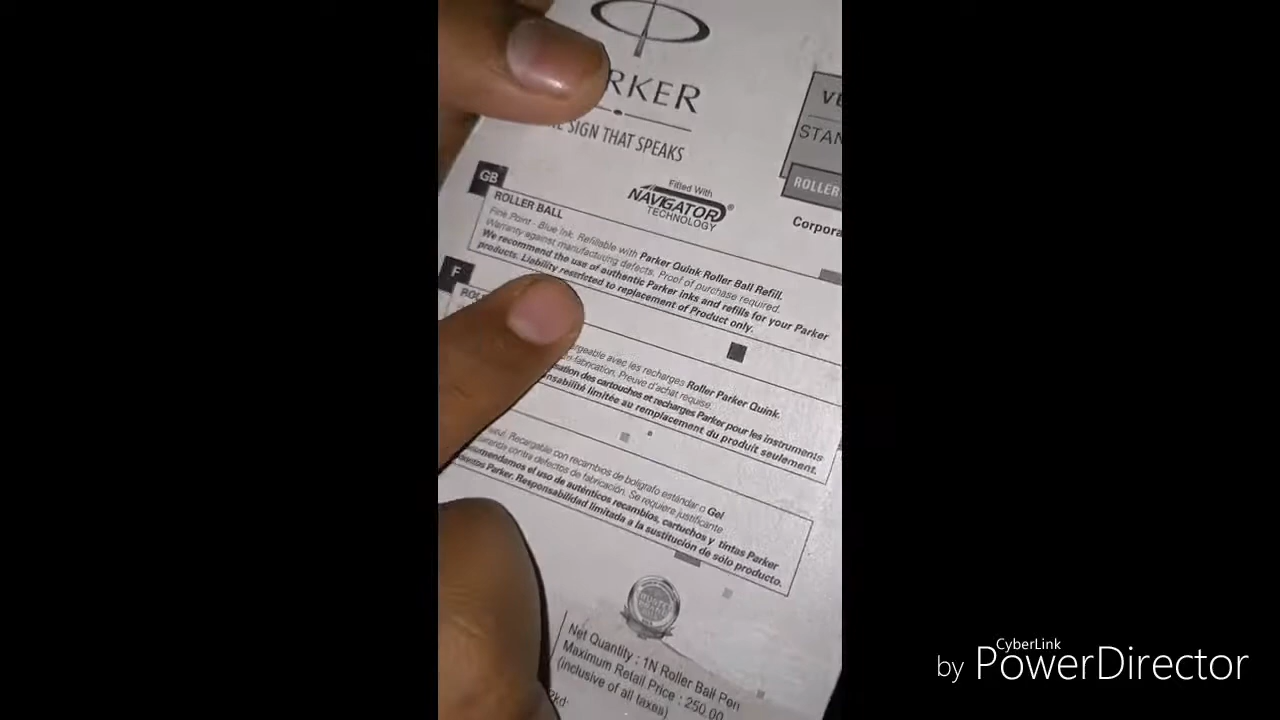 RKER
SIGN THAT SPEAKS
STAN
ROLLER
Corpora
GB
Fitted With
NAVIGATOR®
TECHNOLOGY
ROLLER BALL
Fine Point - Blue Ink. Refillable with Parker Quink Roller Ball Refill.
Warranty against manufacturing defects. Proof of purchase required.
We recommend the use of authentic Parker inks and refills for your Parker
products. Liability restricted to replacement of Product only.
F
avec les recharges Roller Parker Quink.
fabrication. Preuve d'achat requise.
des cartouches et recharges Parker pour les instruments
limitée au remplacement du produit seulement.
seul. Recargable con recambios de bolígrafo estándar o Gel
contra defectos de fabricación. Se requiere justificante
el uso de auténticos recambios, cartuchos y tintas Parker
Parker. Responsabilidad limitada a la sustitución de sólo producto.
Net Quantity : 1N Roller Ball Pen
Maximum Retail Price : 250.00
(inclusive of all taxes)
CyberLink
by PowerDirector